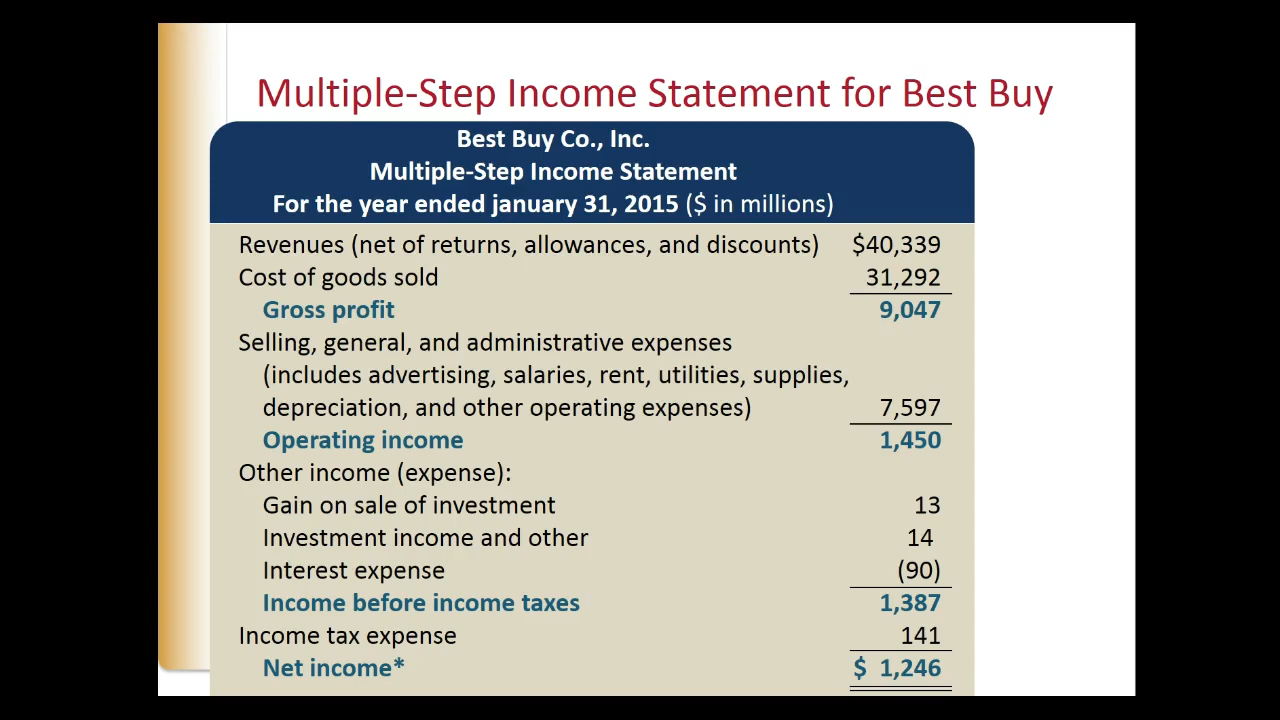 Multiple-Step Income Statement for Best Buy
Best Buy Co., Inc.
Multiple-Step Income Statement
For the year ended january 31, 2015 ($ in millions)
Revenues (net of returns, allowances, and discounts) $40,339
Cost of goods sold 31,292
Gross profit 9,047
Selling, general, and administrative expenses
(includes advertising, salaries, rent, utilities, supplies,
depreciation, and other operating expenses) 7,597
Operating income 1,450
Other income (expense):
Gain on sale of investment 13
Investment income and other 14
Interest expense (90)
Income before income taxes 1,387
Income tax expense 141
Net income* $ 1,246